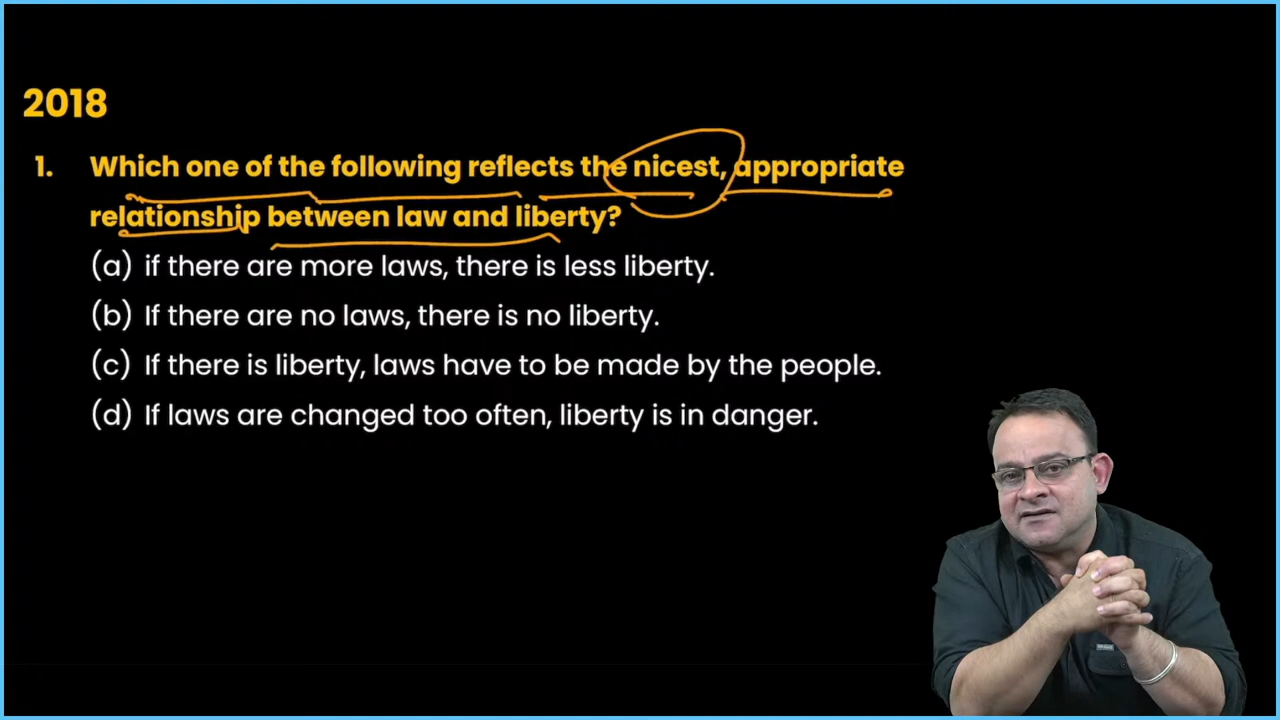 2018
1. Which one of the following reflects the nicest, appropriate
relationship between law and liberty?
(a) if there are more laws, there is less liberty.
(b) If there are no laws, there is no liberty.
(c) If there is liberty, laws have to be made by the people.
(d) If laws are changed too often, liberty is in danger.